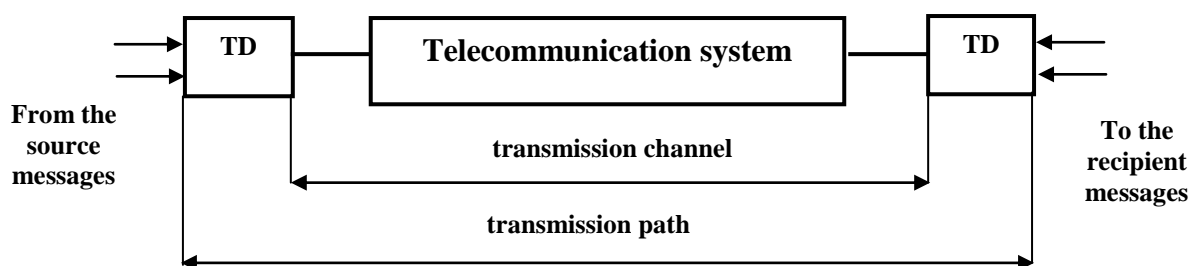 TD
Telecommunication system
TD
From the
source
messages
transmission channel
To the
recipient
messages
transmission path